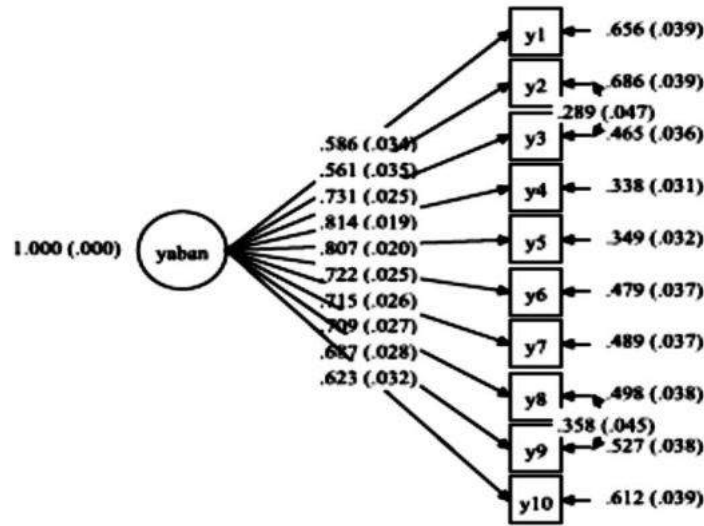 y1 .656 (.039)
y2 .686 (.039)
.289 (.047)
y3 .465 (.036)
.586 (.034)
.561 (.035)
.731 (.025)
y4 .338 (.031)
.814 (.019)
1.000 (.000) yaban .807 (.020) y5 .349 (.032)
.722 (.025)
y6 .479 (.037)
.715 (.026)
.709 (.027)
y7 .489 (.037)
.687 (.028)
.623 (.032)
y8 .498 (.038)
.358 (.045)
y9 .527 (.038)
y10 .612 (.039)